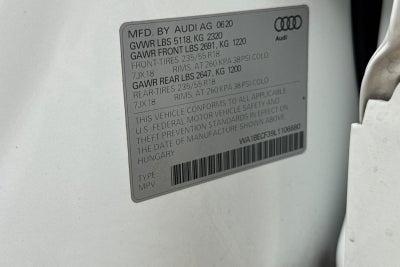 MFD. BY AUDI AG 06 20
GVWR LBS 5118, KG 2320
GAWR FRONT LBS 2691, KG 1220
FRONT-TIRES 235/55 R18
7JX18 RIMS, AT 260 KPA 38 PSI COLD
GAWR REAR LBS 2647, KG 1200
REAR-TIRES 235/55 R18
7JX18 RIMS, AT 260 KPA 38 PSI COLD
THIS VEHICLE CONFORMS TO ALL APPLICABLE
U.S. FEDERAL MOTOR VEHICLE SAFETY AND
THEFT PREVENTION STANDARDS IN EFFECT ON
THE DATE OF MANUFACTURE SHOWN ABOVE
HUNGARY
Audi
TYPE
MPV